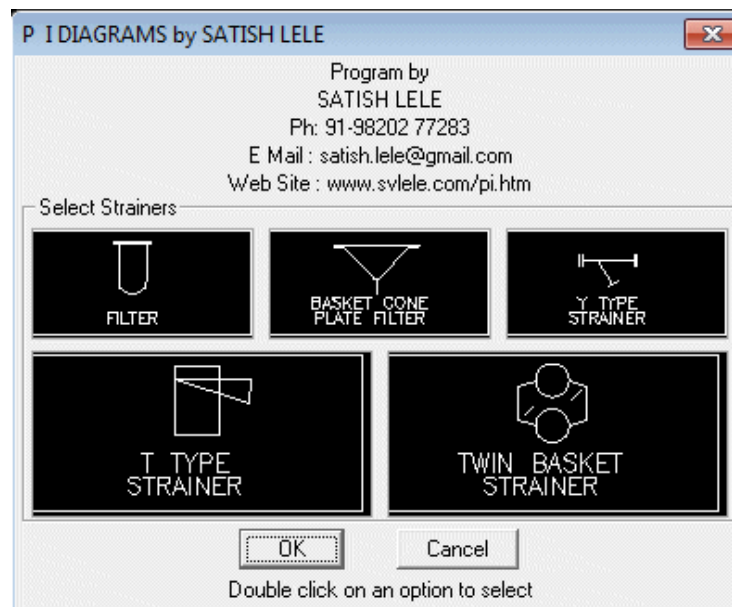 P I DIAGRAMS by SATISH LELE
Program by
SATISH LELE
Ph: 91-98202 77283
E Mail : satish.lele@gmail.com
Web Site : www.svlele.com/pi.htm
Select Strainers
FILTER
BASKET CONE
PLATE FILTER
Y TYPE
STRAINER
T TYPE
STRAINER
TWIN BASKET
STRAINER
OK
Cancel
Double click on an option to select